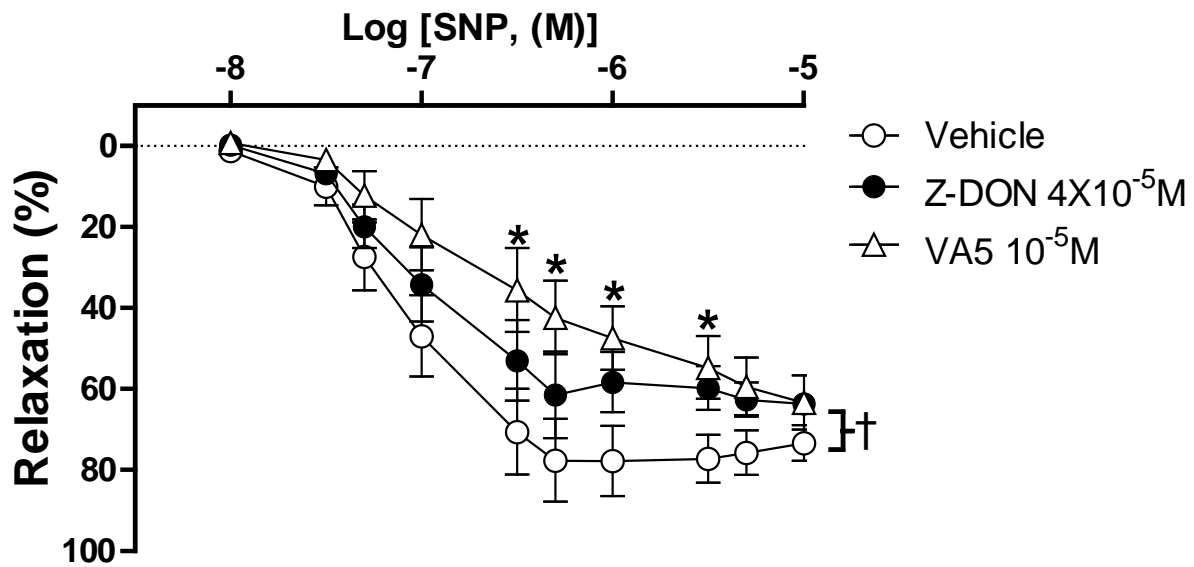 Log [SNP, (M)]
-8 -7 -6 -5
Relaxation (%)
0
20
40
60
80
100
* * * *
†
Vehicle
Z-DON 4X10⁻⁵M
VA5 10⁻⁵M